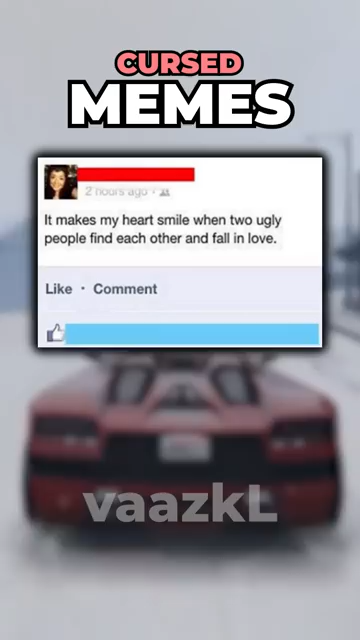 CURSED
MEMES
2 hours ago
It makes my heart smile when two ugly
people find each other and fall in love.
Like · Comment
vaazkL